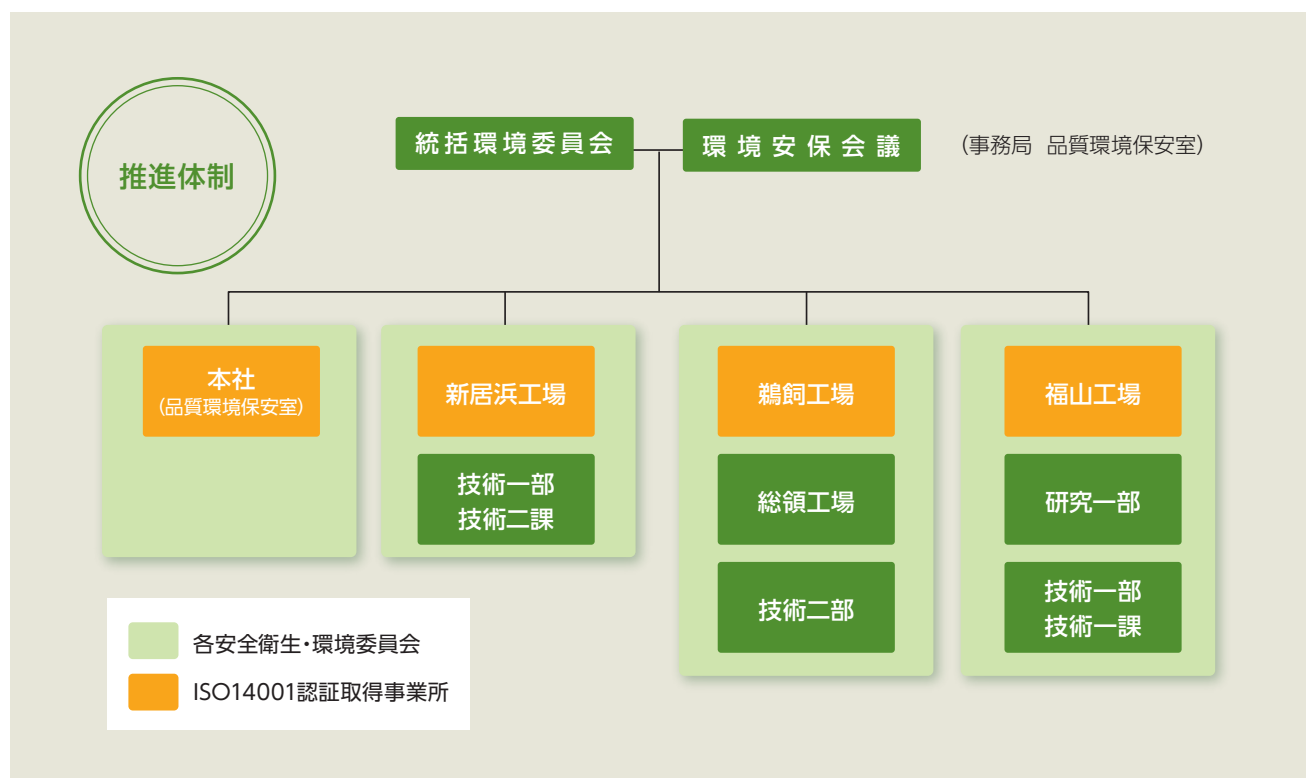 推進体制
統括環境委員会
環境安保会議
(事務局 品質環境保安室)
本社
(品質環境保安室)
新居浜工場
技術一部
技術二課
鵜飼工場
総領工場
技術二部
福山工場
研究一部
技術一部
技術一課
各安全衛生・環境委員会
ISO14001認証取得事業所